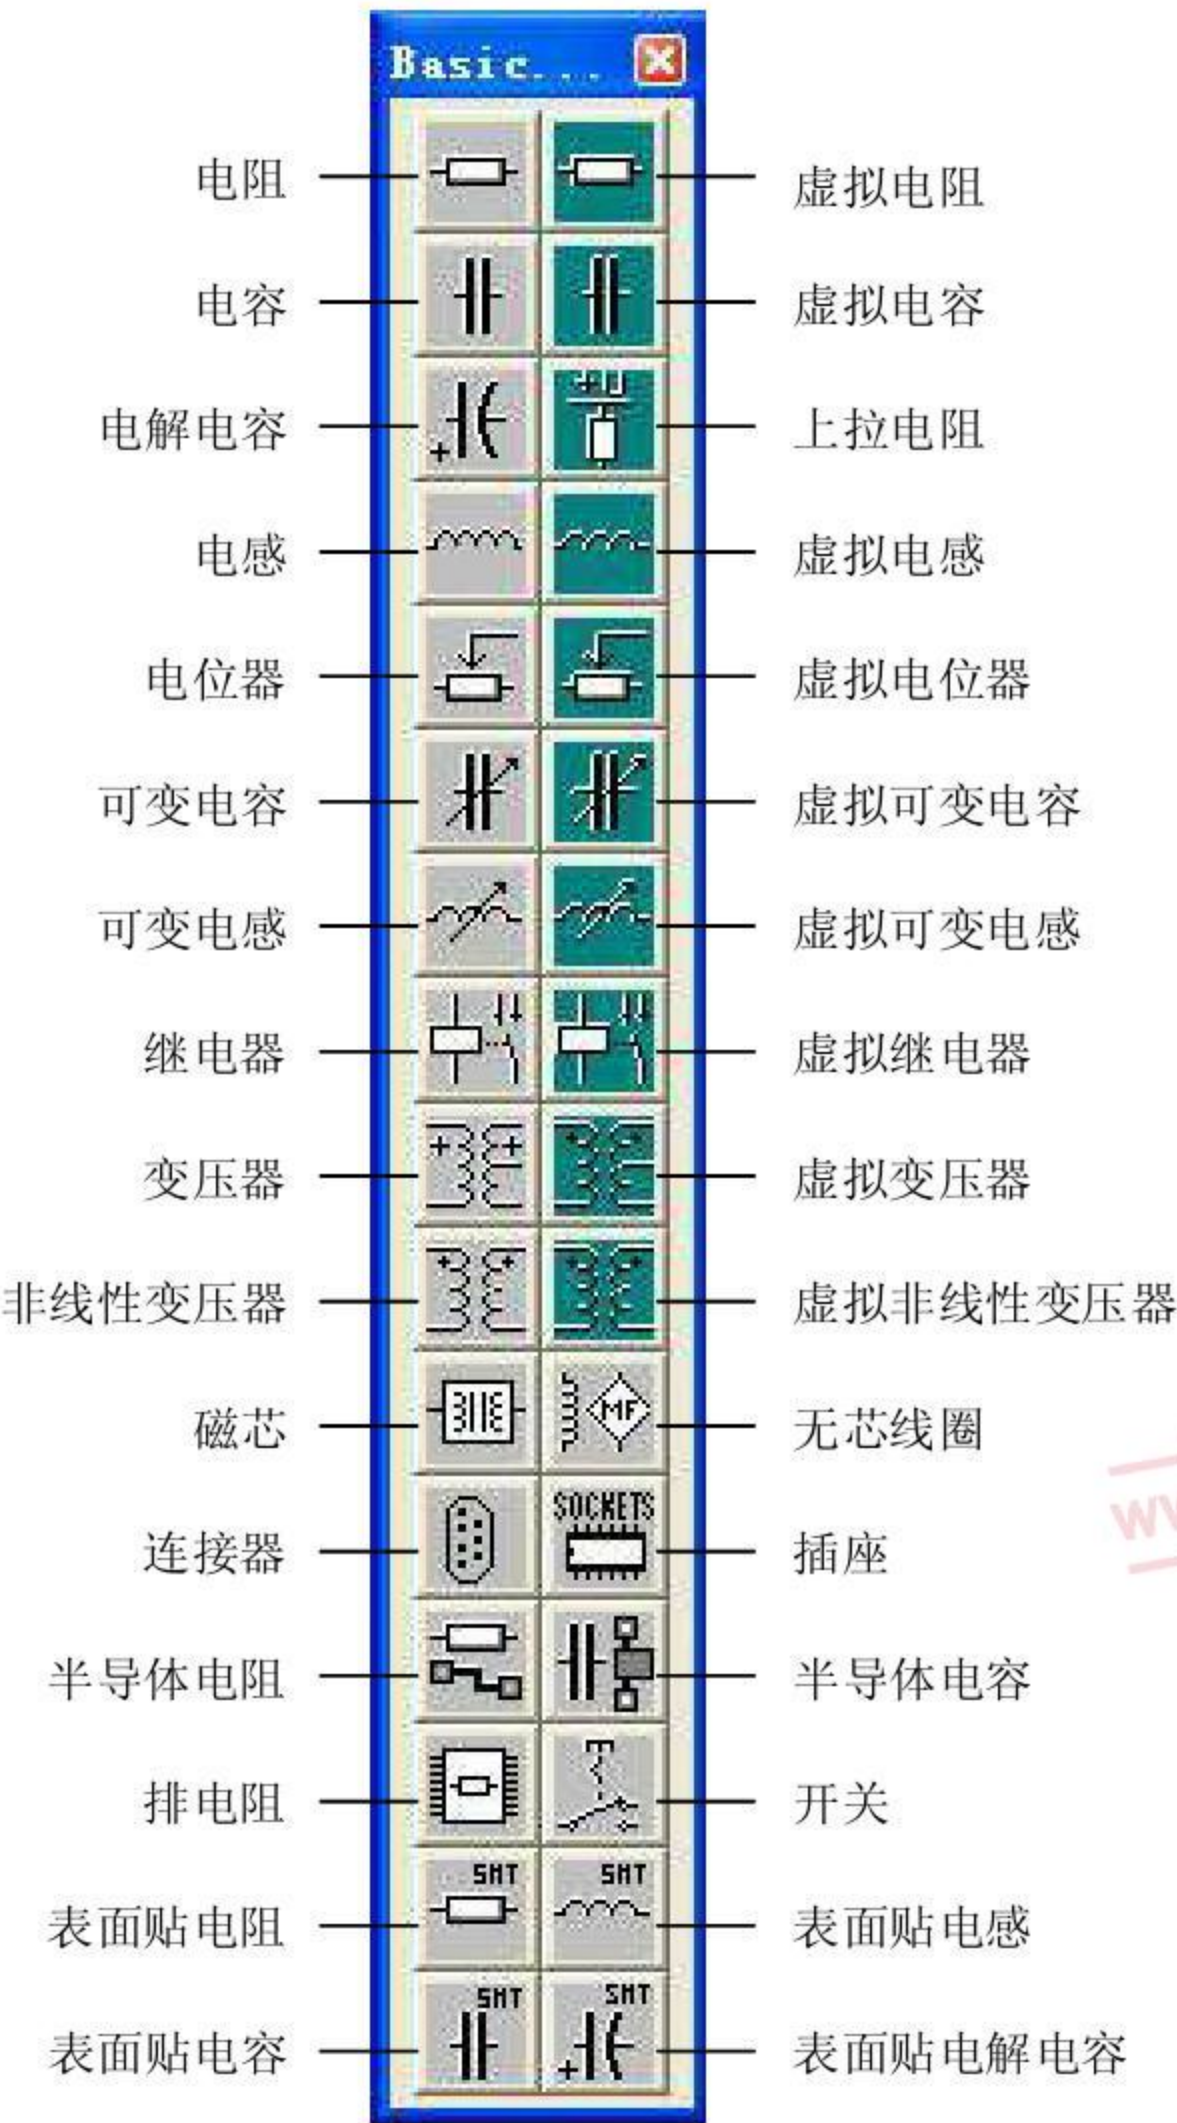 Basic...
电阻 虚拟电阻
电容 虚拟电容
电解电容 上拉电阻
电感 虚拟电感
电位器 虚拟电位器
可变电容 虚拟可变电容
可变电感 虚拟可变电感
继电器 虚拟继电器
变压器 虚拟变压器
非线性变压器 虚拟非线性变压器
磁芯 MF 无芯线圈
连接器 SOCKETS 插座
半导体电阻 半导体电容
排电阻 开关
SMT SMT
表面贴电阻 表面贴电感
SMT SMT
表面贴电容 表面贴电解电容